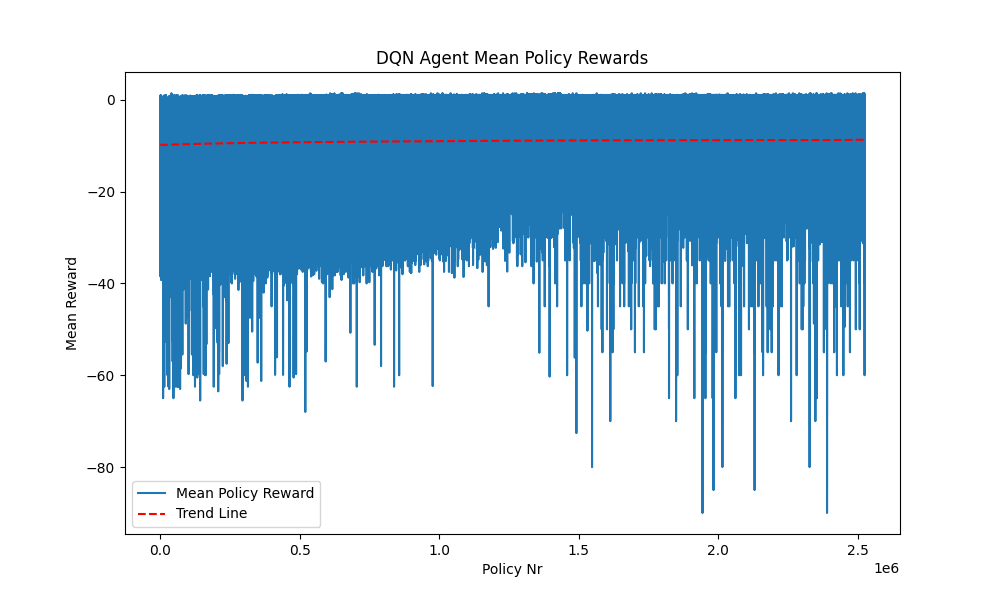 DQN Agent Mean Policy Rewards
Mean Reward
0
−20
−40
−60
−80
Mean Policy Reward
Trend Line
0.0 0.5 1.0 1.5 2.0 2.5
1e6
Policy Nr